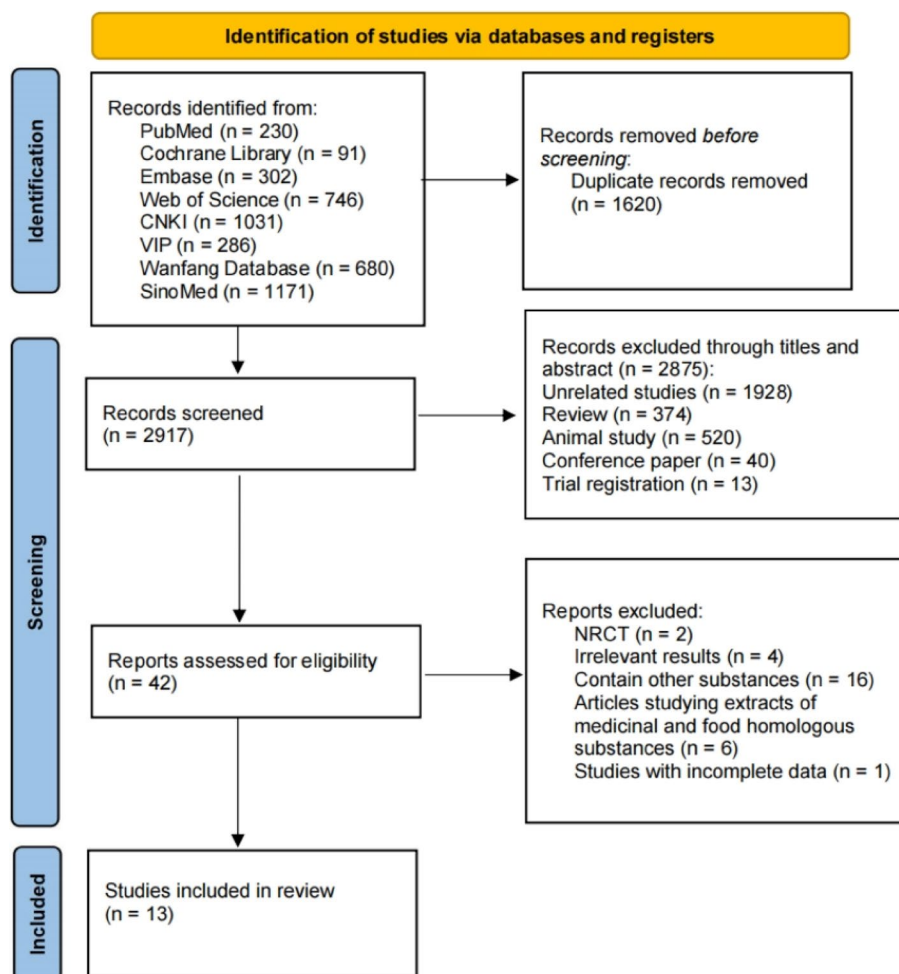 Identification of studies via databases and registers
Identification
Records identified from:
PubMed (n = 230)
Cochrane Library (n = 91)
Embase (n = 302)
Web of Science (n = 746)
CNKI (n = 1031)
VIP (n = 286)
Wanfang Database (n = 680)
SinoMed (n = 1171)
Records removed before
screening:
Duplicate records removed
(n = 1620)
Screening
Records screened
(n = 2917)
Records excluded through titles and
abstract (n = 2875):
Unrelated studies (n = 1928)
Review (n = 374)
Animal study (n = 520)
Conference paper (n = 40)
Trial registration (n = 13)
Reports assessed for eligibility
(n = 42)
Reports excluded:
NRCT (n = 2)
Irrelevant results (n = 4)
Contain other substances (n = 16)
Articles studying extracts of
medicinal and food homologous
substances (n = 6)
Studies with incomplete data (n = 1)
Included
Studies included in review
(n = 13)